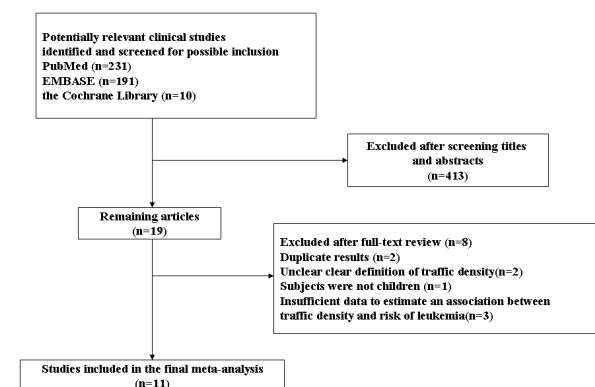 Potentially relevant clinical studies
identified and screened for possible inclusion
PubMed (n=231)
EMBASE (n=191)
the Cochrane Library (n=10)
Excluded after screening titles
and abstracts
(n=413)
Remaining articles
(n=19)
Excluded after full-text review (n=8)
Duplicate results (n=2)
Unclear clear definition of traffic density(n=2)
Subjects were not children (n=1)
Insufficient data to estimate an association between
traffic density and risk of leukemia(n=3)
Studies included in the final meta-analysis
(n=11)